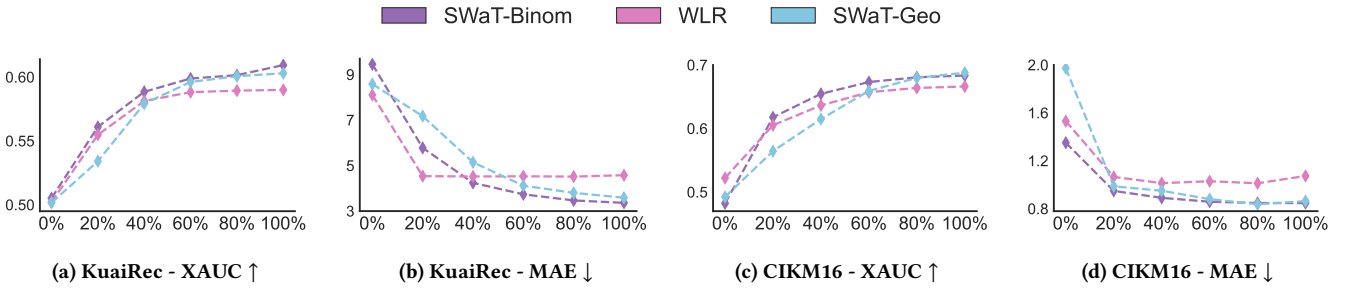 SWaT-Binom WLR SWaT-Geo
0.60
0.55
0.50
0% 20% 40% 60% 80% 100%
(a) KuaiRec - XAUC ↑
9
7
5
3
0% 20% 40% 60% 80% 100%
(b) KuaiRec - MAE ↓
0.7
0.6
0.5
0% 20% 40% 60% 80% 100%
(c) CIKM16 - XAUC ↑
2.0
1.6
1.2
0.8
0% 20% 40% 60% 80% 100%
(d) CIKM16 - MAE ↓